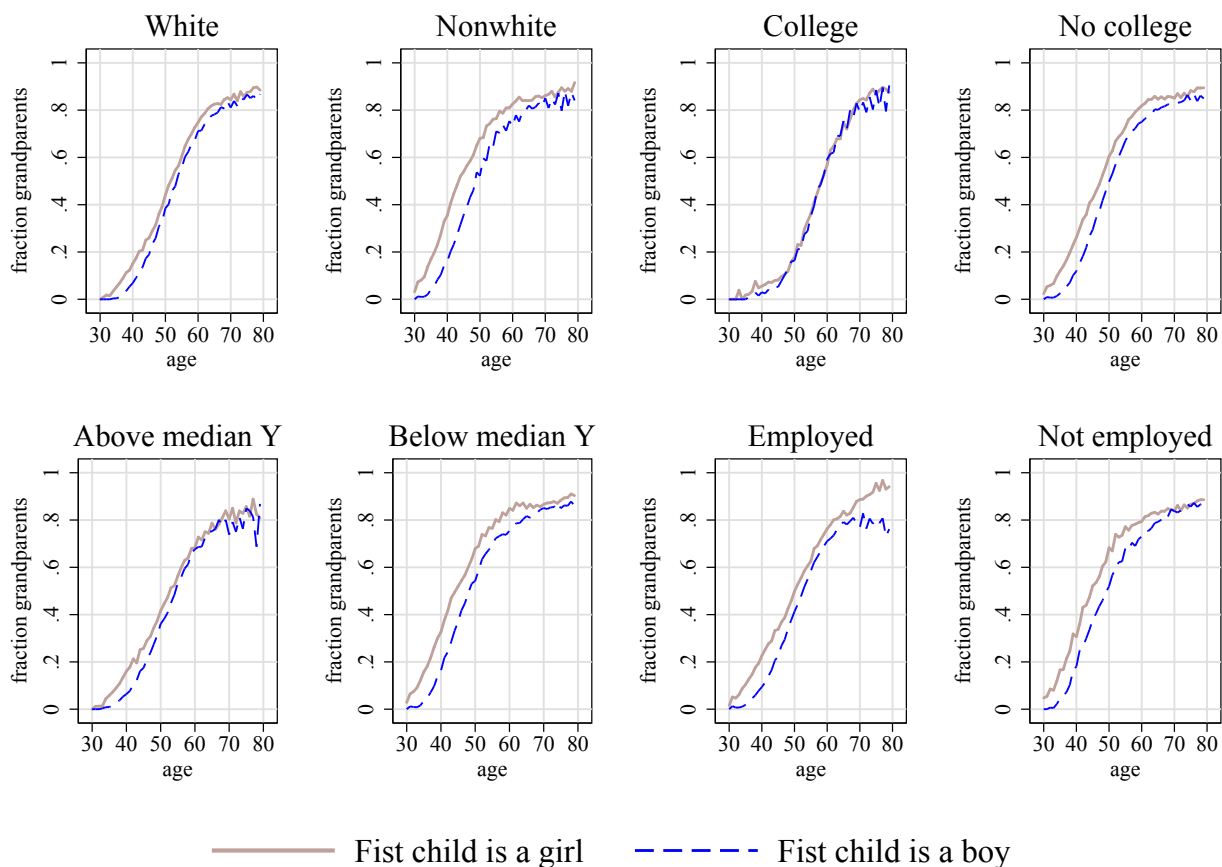 White Nonwhite College No college
fraction grandparents fraction grandparents fraction grandparents fraction grandparents
1 1 1 1
.8 .8 .8 .8
.6 .6 .6 .6
.4 .4 .4 .4
.2 .2 .2 .2
0 0 0 0
30 40 50 60 70 80 30 40 50 60 70 80 30 40 50 60 70 80 30 40 50 60 70 80
age age age age
Above median Y Below median Y Employed Not employed
fraction grandparents fraction grandparents fraction grandparents fraction grandparents
1 1 1 1
.8 .8 .8 .8
.6 .6 .6 .6
.4 .4 .4 .4
.2 .2 .2 .2
0 0 0 0
30 40 50 60 70 80 30 40 50 60 70 80 30 40 50 60 70 80 30 40 50 60 70 80
age age age age
Fist child is a girl Fist child is a boy